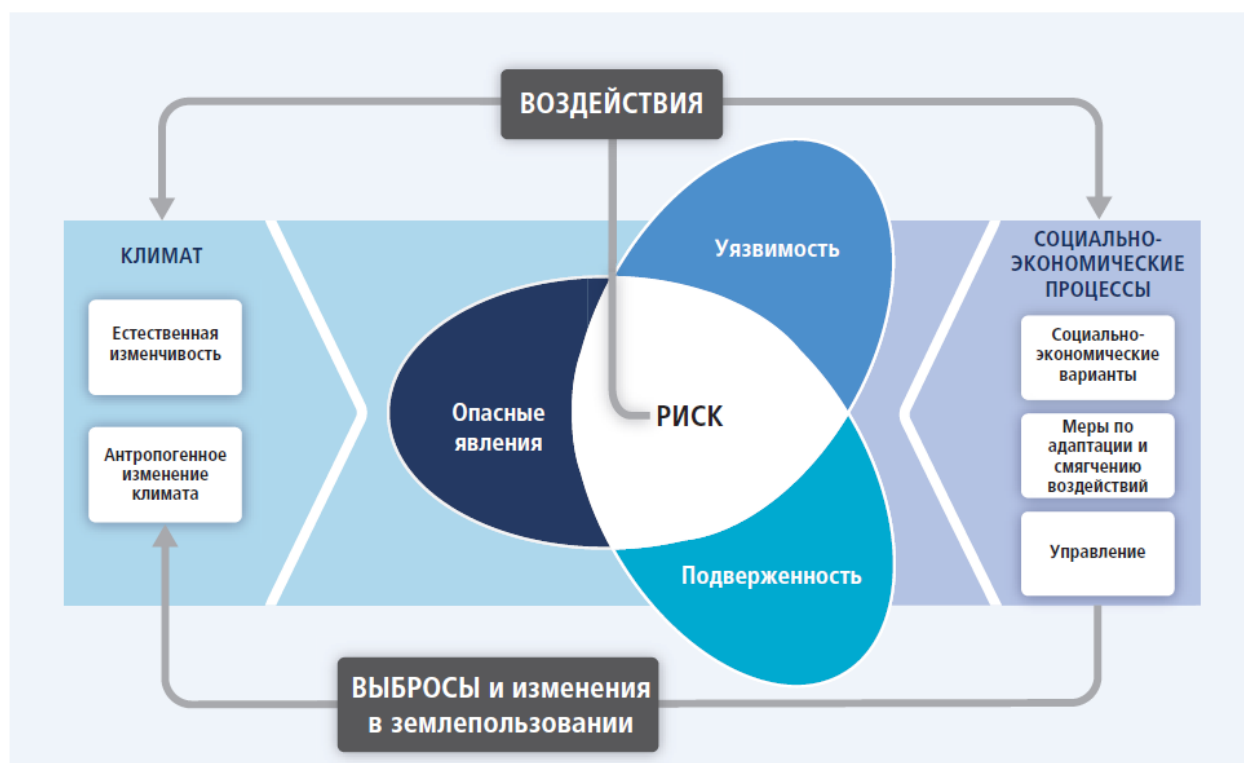 ВОЗДЕЙСТВИЯ
КЛИМАТ
Естественная
изменчивость
Антропогенное
изменение
климата
Опасные
явления
Уязвимость
РИСК
Подверженность
СОЦИАЛЬНО-
ЭКОНОМИЧЕСКИЕ
ПРОЦЕССЫ
Социально-
экономические
варианты
Меры по
адаптации и
смягчению
воздействий
Управление
ВЫБРОСЫ и изменения
в землепользовании